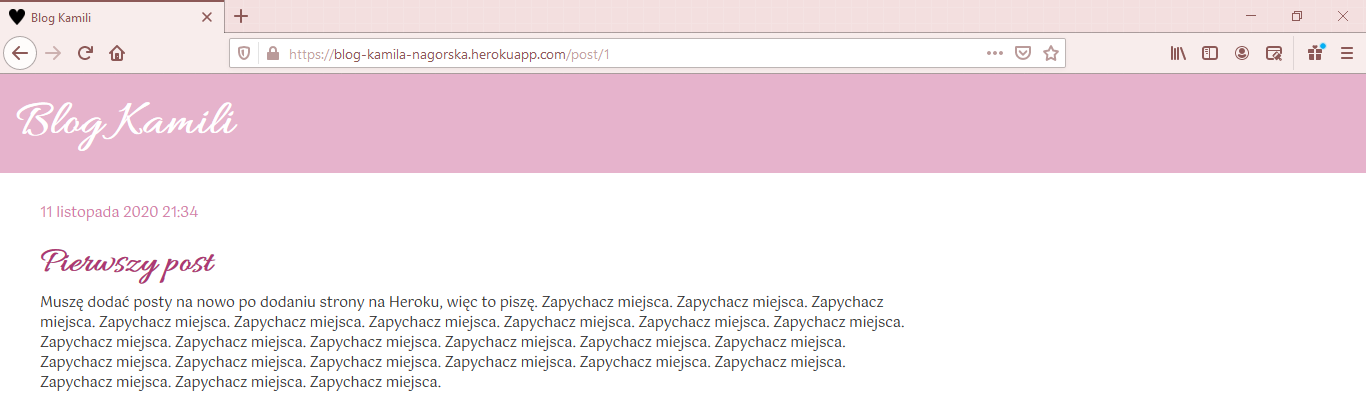 Blog Kamili
https://blog-kamila-nagorska.herokuapp.com/post/1
Blog Kamili
11 listopada 2020 21:34
Pierwszy post
Muszę dodać posty na nowo po dodaniu strony na Heroku, więc to piszę. Zapychacz miejsca. Zapychacz miejsca. Zapychacz
miejsca. Zapychacz miejsca. Zapychacz miejsca. Zapychacz miejsca. Zapychacz miejsca. Zapychacz miejsca. Zapychacz miejsca.
Zapychacz miejsca. Zapychacz miejsca. Zapychacz miejsca. Zapychacz miejsca. Zapychacz miejsca. Zapychacz miejsca.
Zapychacz miejsca. Zapychacz miejsca. Zapychacz miejsca. Zapychacz miejsca. Zapychacz miejsca. Zapychacz miejsca.
Zapychacz miejsca. Zapychacz miejsca. Zapychacz miejsca.